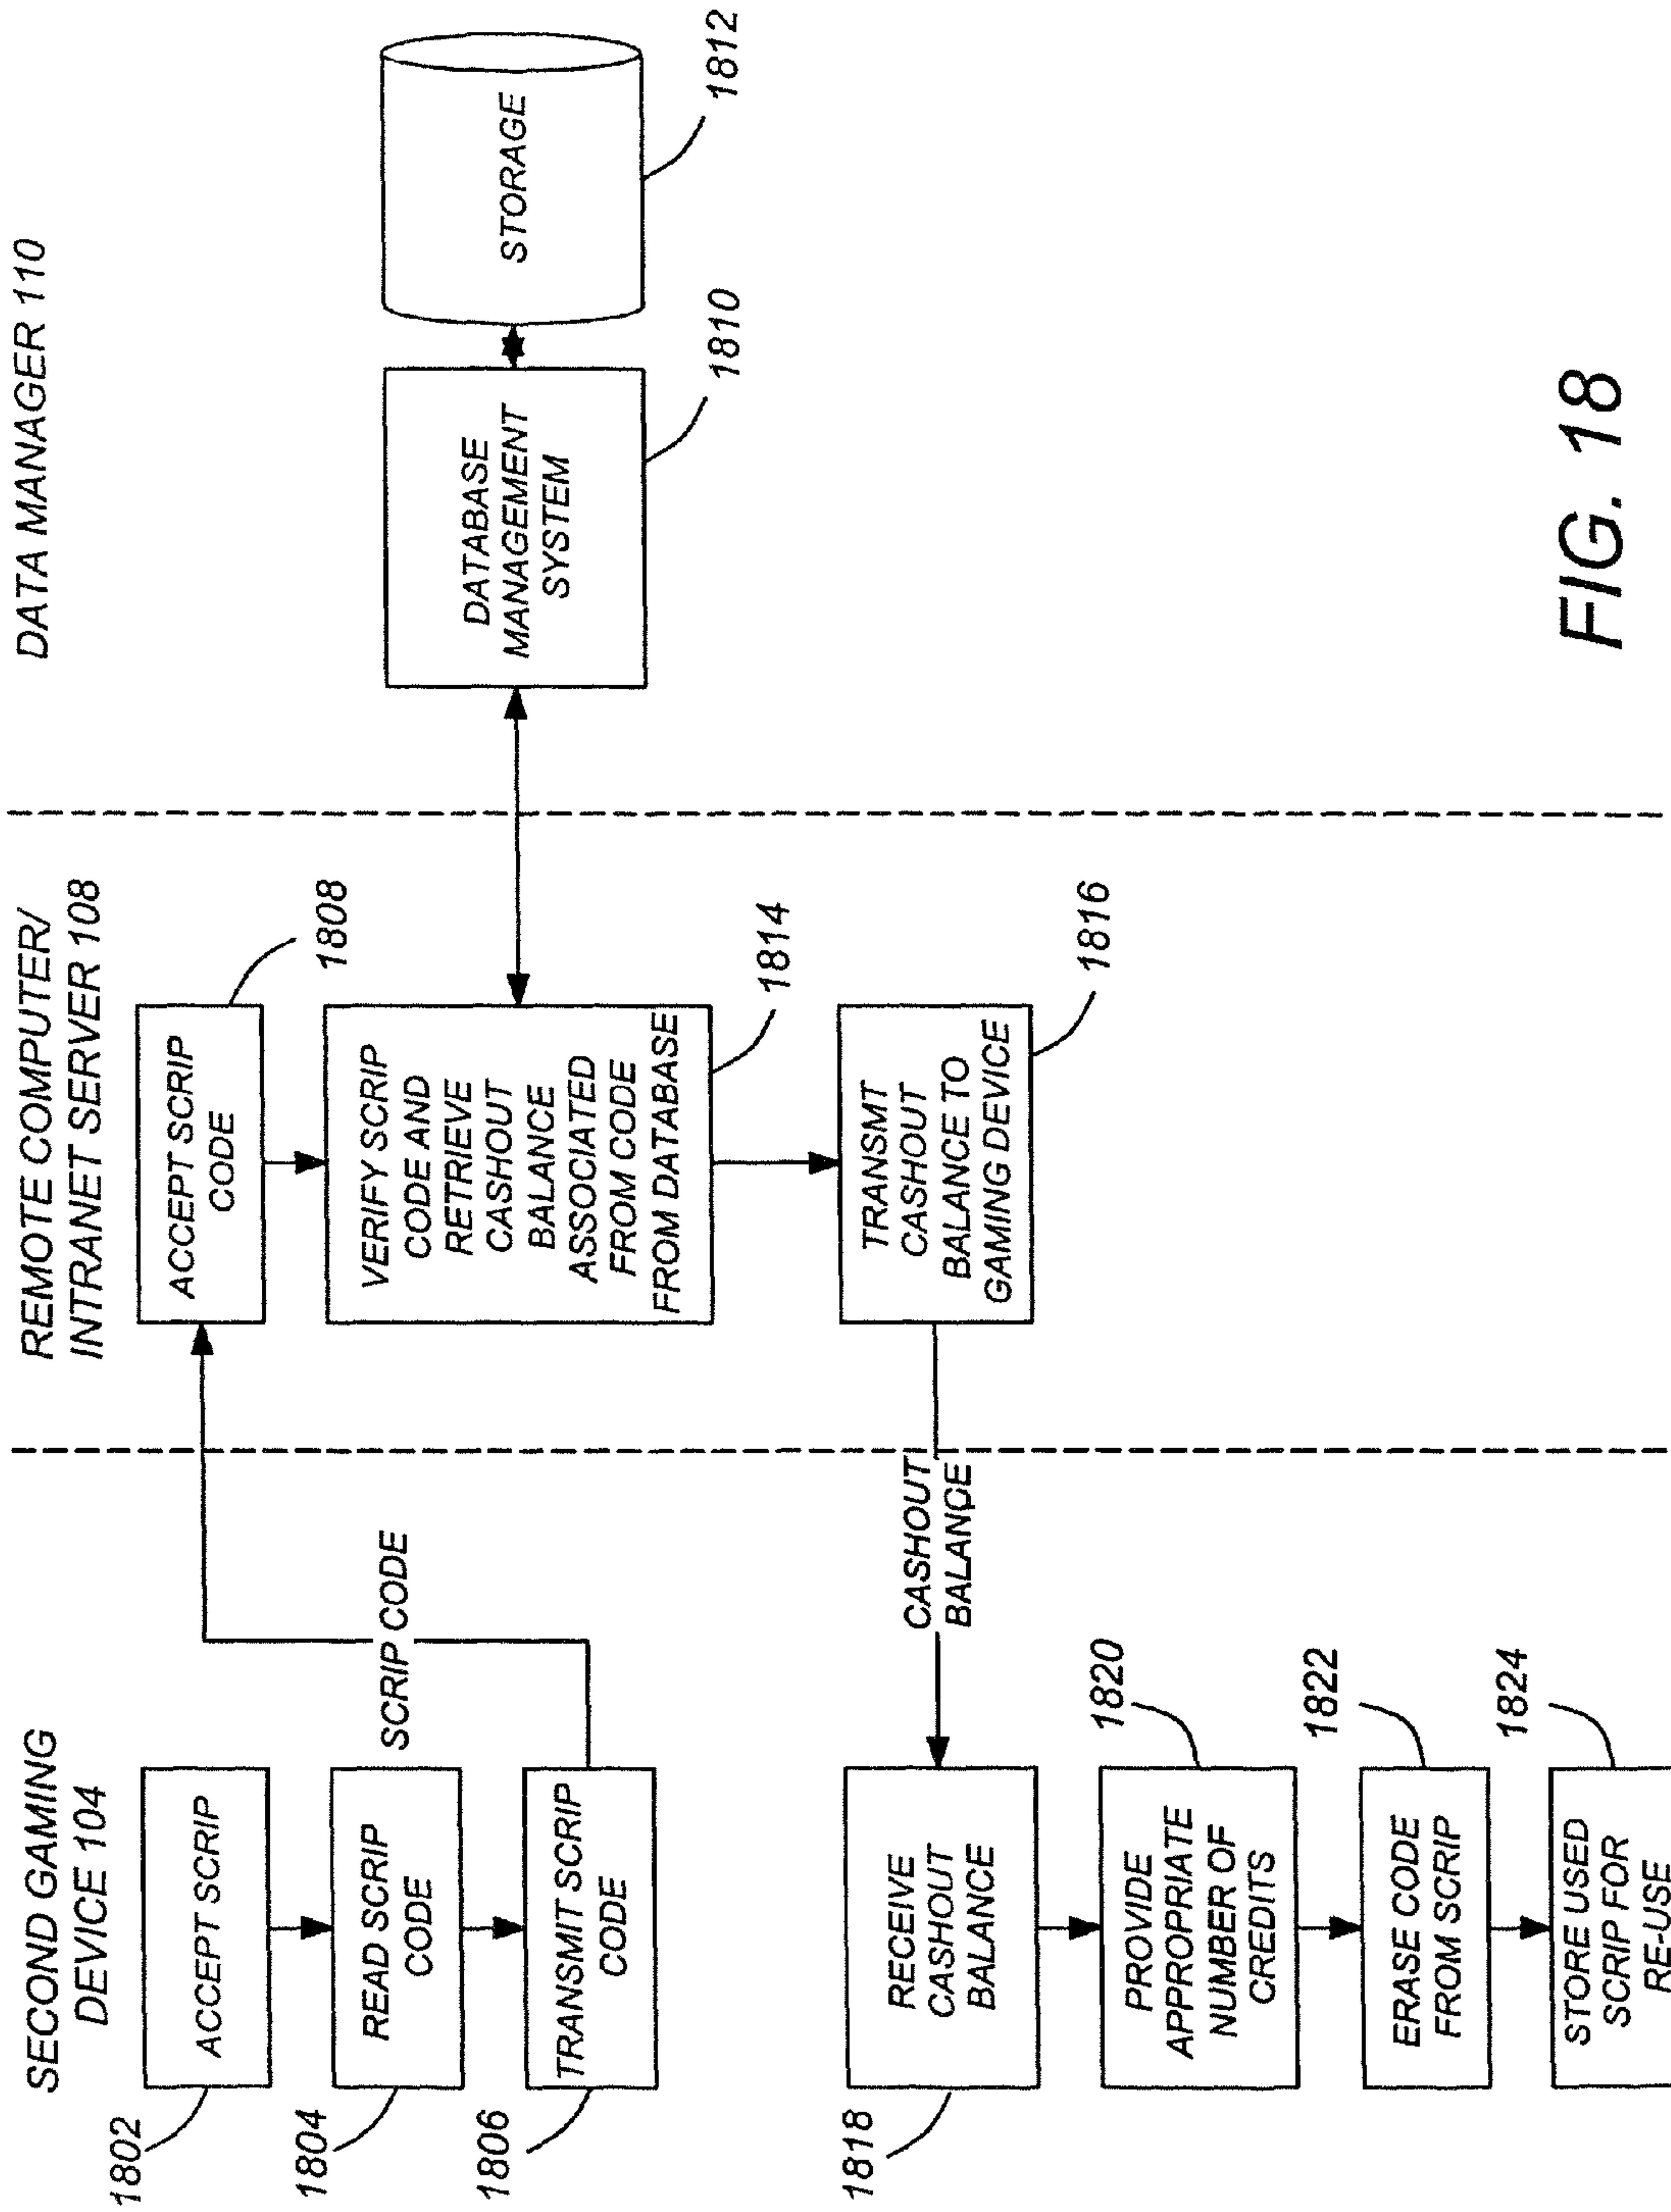 SECOND GAMING
DEVICE 104
1802
ACCEPT SCRIP
1804
READ SCRIP
CODE
1806
TRANSMIT SCRIP
CODE
SCRIP CODE
1818
RECEIVE
CASHOUT
BALANCE
CASHOUT
BALANCE
PROVIDE
APPROPRIATE
NUMBER OF
CREDITS
1820
ERASE CODE
FROM SCRIP
1822
STORE USED
SCRIP FOR
RE-USE
1824
REMOTE COMPUTER/
INTRANET SERVER 108
ACCEPT SCRIP
CODE
1808
VERIFY SCRIP
CODE AND
RETRIEVE
CASHOUT
BALANCE
ASSOCIATED
FROM CODE
FROM DATABASE
1814
TRANSMT
CASHOUT
BALANCE TO
GAMING DEVICE
1816
DATA MANAGER 110
DATABASE
MANAGEMENT
SYSTEM
1810
STORAGE
1812
FIG. 18